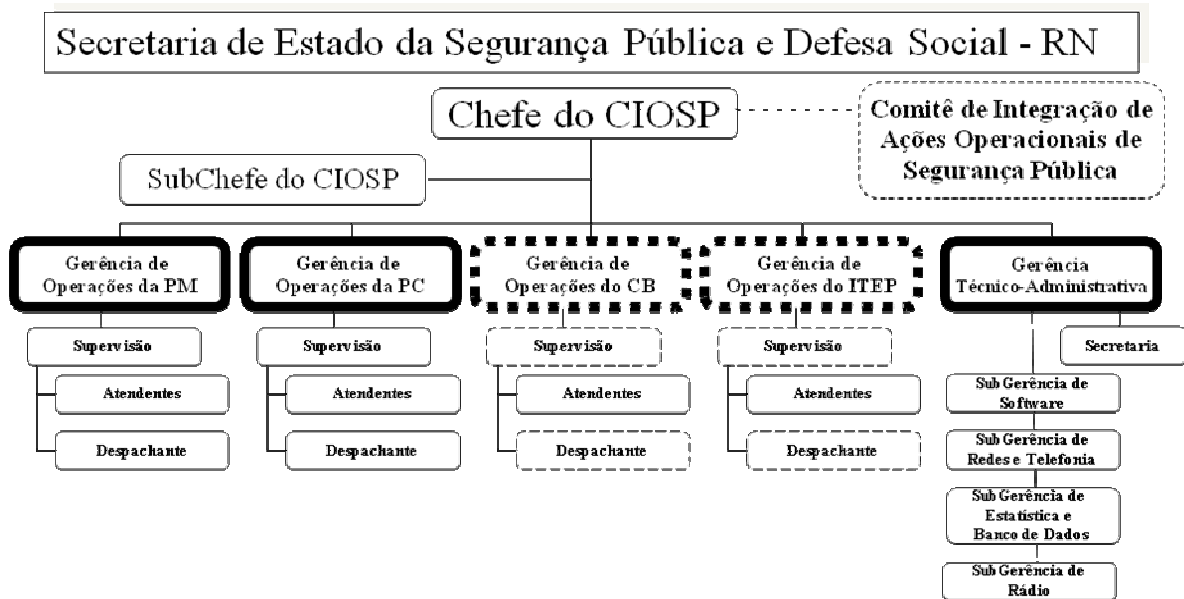 Secretaria de Estado da Segurança Pública e Defesa Social - RN
Chefe do CIOSP
Comitê de Integração de
Ações Operacionais de
Segurança Pública
SubChefe do CIOSP
Gerência de
Operações da PM
Gerência de
Operações da PC
Gerência de
Operações do CB
Gerência de
Operações do ITEP
Gerência
Técnico-Administrativa
Supervisão
Supervisão
Supervisão
Supervisão
Secretaria
Atendentes
Atendentes
Atendentes
Atendentes
Despachante
Despachante
Despachante
Despachante
Sub Gerência de
Software
Sub Gerência de
Redes e Telefonia
Sub Gerência de
Estatística e
Banco de Dados
Sub Gerência de
Rádio